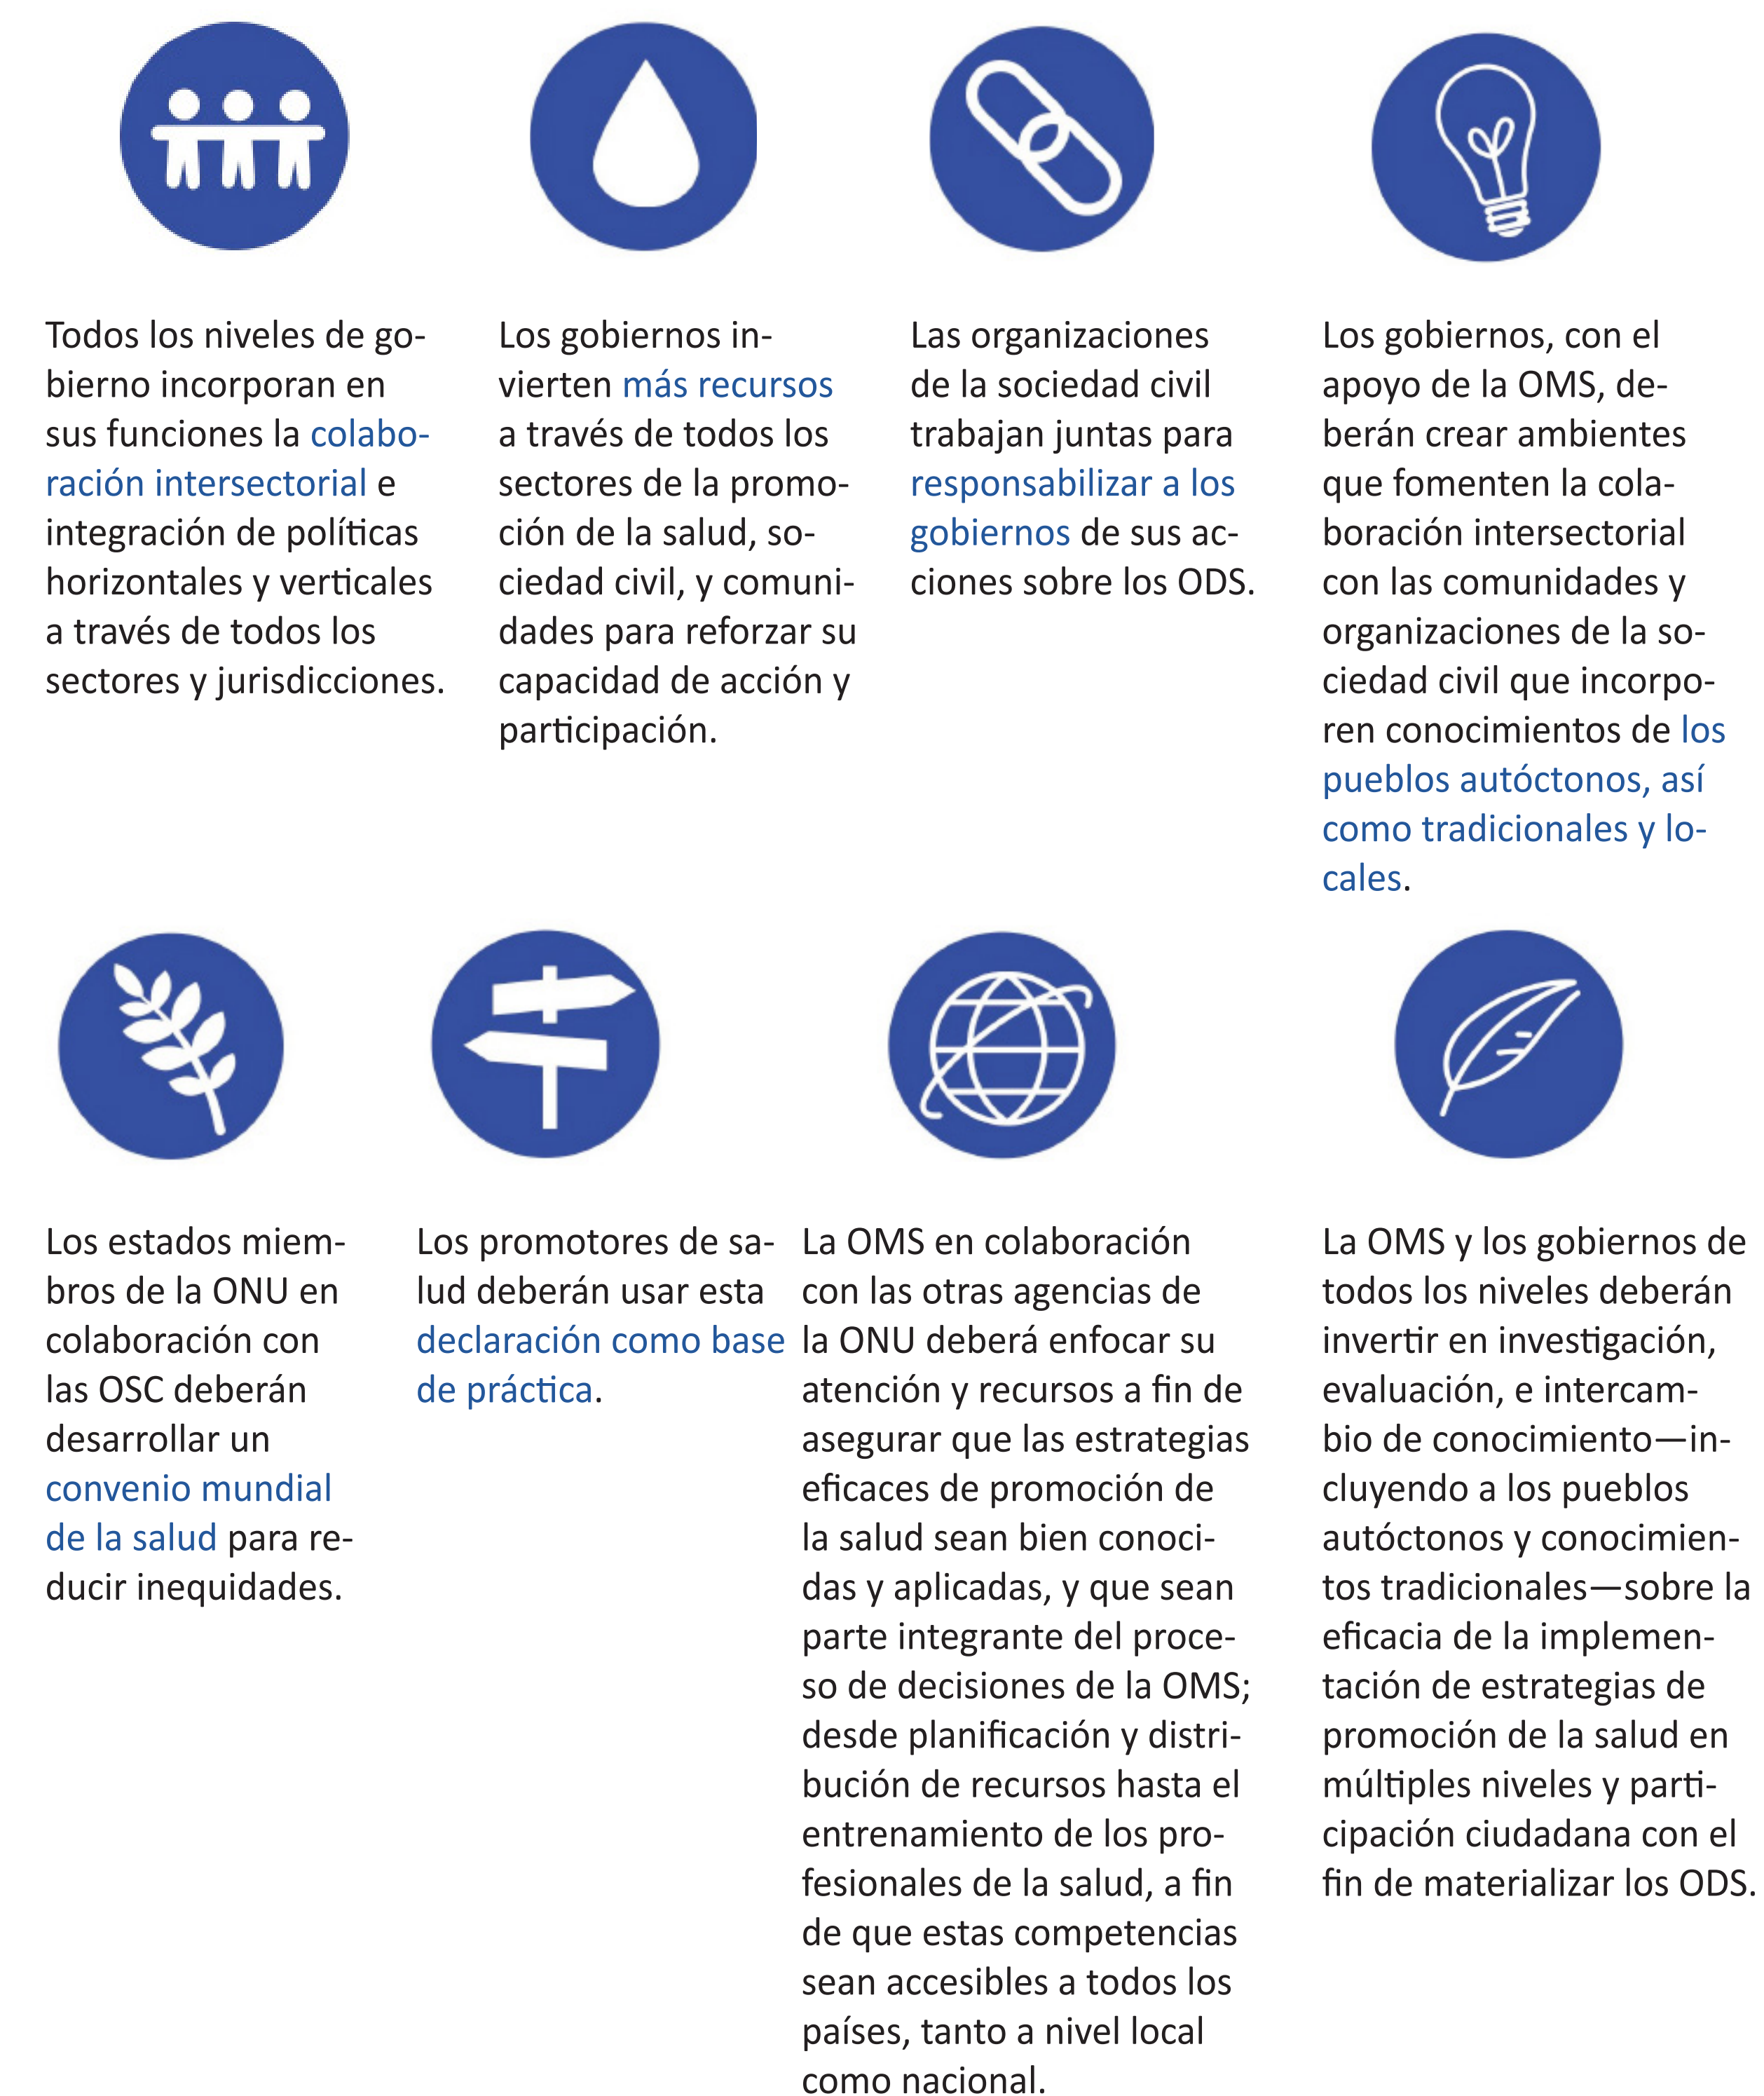 Todos los niveles de go-
bierno incorporan en
sus funciones la colabo-
ración intersectorial e
integración de políticas
horizontales y verticales
a través de todos los
sectores y jurisdicciones.
Los gobiernos in-
vierten más recursos
a través de todos los
sectores de la promo-
ción de la salud, so-
ciedad civil, y comuni-
dades para reforzar su
capacidad de acción y
participación.
Las organizaciones
de la sociedad civil
trabajan juntas para
responsabilizar a los
gobiernos de sus ac-
ciones sobre los ODS.
Los gobiernos, con el
apoyo de la OMS, de-
berán crear ambientes
que fomenten la cola-
boración intersectorial
con las comunidades y
organizaciones de la so-
ciedad civil que incorpo-
ren conocimientos de los
pueblos autóctonos, así
como tradicionales y lo-
cales.
Los estados miem-
bros de la ONU en
colaboración con
las OSC deberán
desarrollar un
convenio mundial
de la salud para re-
ducir inequidades.
Los promotores de sa-
lud deberán usar esta
declaración como base
de práctica.
La OMS en colaboración
con las otras agencias de
la ONU deberá enfocar su
atención y recursos a fin de
asegurar que las estrategias
eficaces de promoción de
la salud sean bien conoci-
das y aplicadas, y que sean
parte integrante del proce-
so de decisiones de la OMS;
desde planificación y distri-
bución de recursos hasta el
entrenamiento de los pro-
fesionales de la salud, a fin
de que estas competencias
sean accesibles a todos los
países, tanto a nivel local
como nacional.
La OMS y los gobiernos de
todos los niveles deberán
invertir en investigación,
evaluación, e intercam-
bio de conocimiento—in-
cluyendo a los pueblos
autóctonos y conocimien-
tos tradicionales—sobre la
eficacia de la implemen-
tación de estrategias de
promoción de la salud en
múltiples niveles y parti-
cipación ciudadana con el
fin de materializar los ODS.